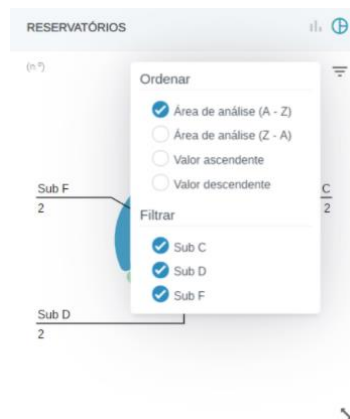 RESERVATÓRIOS
(n.º)
Ordenar
Área de análise (A - Z)
Área de análise (Z - A)
Valor ascendente
Valor descendente
Filtrar
Sub C
Sub D
Sub F
Sub F
2
C
2
Sub D
2